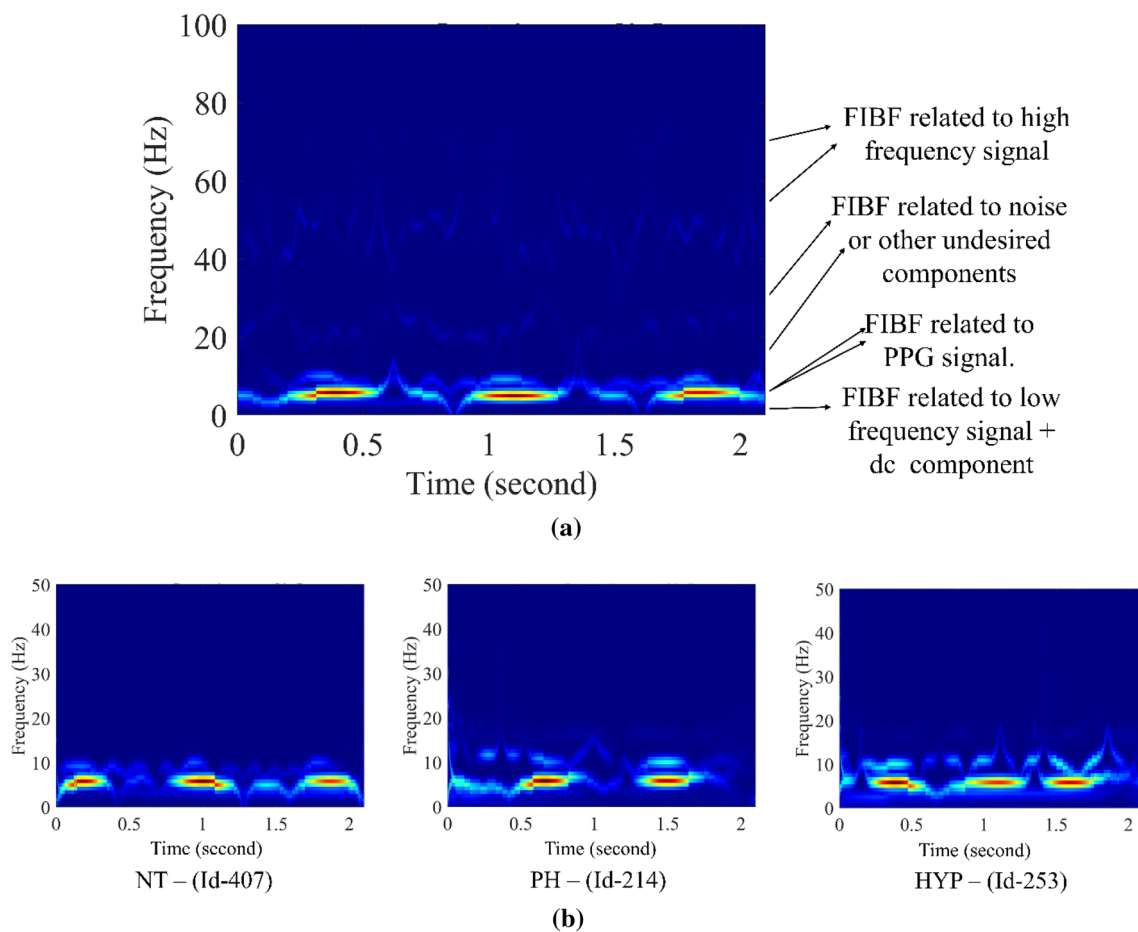 100
80
60
40
20
0
Frequency (Hz)
0 0.5 1 1.5 2
Time (second)
FIBF related to high
frequency signal
FIBF related to noise
or other undesired
components
FIBF related to
PPG signal.
FIBF related to low
frequency signal +
dc component
(a)
50
40
30
20
10
0
Frequency (Hz)
0 0.5 1 1.5 2
Timc (sccond)
NT – (Id-407)
50
40
30
20
10
0
Frequency (Hz)
0 0.5 1 1.5 2
Time (second)
PH – (Id-214)
50
40
30
20
10
0
Frequency (Hz)
0 0.5 1 1.5 2
Time (second)
HYP – (Id-253)
(b)